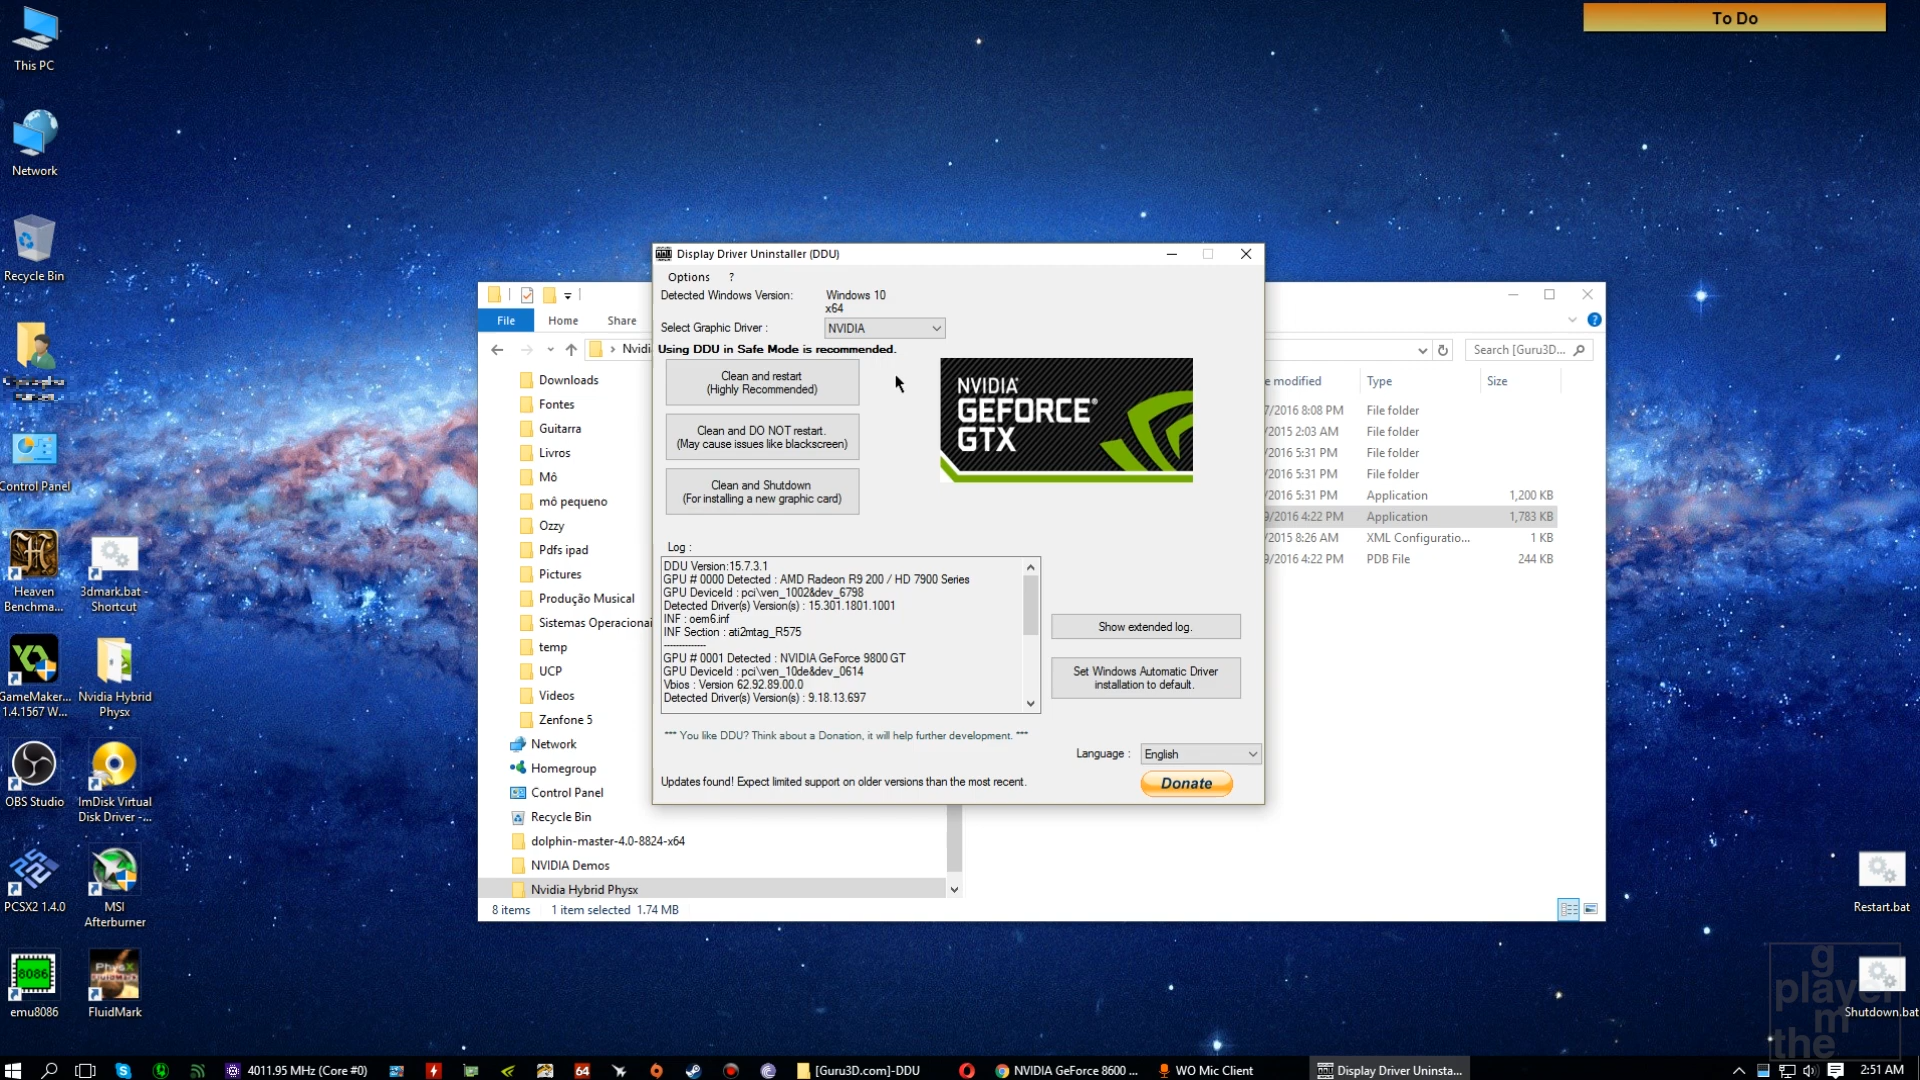 To Do
This PC
Network
Recycle Bin
Control Panel
Heaven
Benchma...
3dmark.bat -
Shortcut
GameMaker...
1.4.1567 W...
Nvidia Hybrid
Physx
OBS Studio
ImDisk Virtual
Disk Driver -...
PCSX2 1.4.0
MSI
Afterburner
8086
emu8086
PhysX
FluidMark
File
Home
Share
Nvidi
Search [Guru3D...
Downloads
Fontes
Guitarra
Livros
Mô
mô pequeno
Ozzy
Pdfs ipad
Pictures
Produção Musical
Sistemas Operacionai
temp
UCP
Videos
Zenfone 5
Network
Homegroup
Control Panel
Recycle Bin
dolphin-master-4.0-8824-x64
NVIDIA Demos
Nvidia Hybrid Physx
8 items
1 item selected 1.74 MB
e modified
Type
Size
7/2016 8:08 PM File folder
/2015 2:03 AM File folder
/2016 5:31 PM File folder
/2016 5:31 PM File folder
/2016 5:31 PM Application 1,200 KB
9/2016 4:22 PM Application 1,783 KB
/2015 8:26 AM XML Configuratio... 1 KB
9/2016 4:22 PM PDB File 244 KB
Display Driver Uninstaller (DDU)
Options ?
Detected Windows Version: Windows 10
x64
Select Graphic Driver : NVIDIA
Using DDU in Safe Mode is recommended.
Clean and restart
(Highly Recommended)
Clean and DO NOT restart.
(May cause issues like blackscreen)
Clean and Shutdown
(For installing a new graphic card)
NVIDIA
GEFORCE
GTX
Log :
DDU Version:15.7.3.1
GPU # 0000 Detected : AMD Radeon R9 200 / HD 7900 Series
GPU DeviceId : pci\ven_1002&dev_6798
Detected Driver(s) Version(s) : 15.301.1801.1001
INF : oem6.inf
INF Section : ati2mtag_R575
--------------
GPU # 0001 Detected : NVIDIA GeForce 9800 GT
GPU DeviceId : pci\ven_10de&dev_0614
Vbios : Version 62.92.89.00.0
Detected Driver(s) Version(s) : 9.18.13.697
Show extended log.
Set Windows Automatic Driver
installation to default.
*** You like DDU? Think about a Donation, it will help further development. ***
Language : English
Updates found! Expect limited support on older versions than the most recent.
Donate
Restart.bat
Shutdown.bat
g
player
m
the
4011.95 MHz (Core #0)
64
[Guru3D.com]-DDU
NVIDIA GeForce 8600 ...
WO Mic Client
Display Driver Uninsta...
2:51 AM